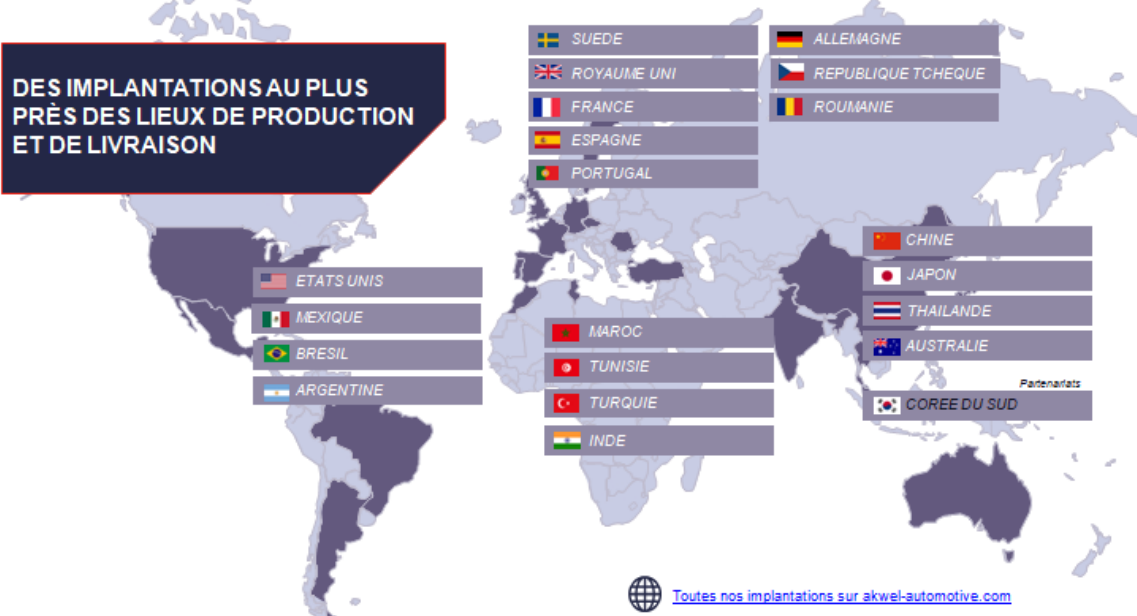 DES IMPLANTATIONS AU PLUS
PRÈS DES LIEUX DE PRODUCTION
ET DE LIVRAISON
SUEDE
ROYAUME UNI
FRANCE
ESPAGNE
PORTUGAL
ALLEMAGNE
REPUBLIQUE TCHEQUE
ROUMANIE
ETATS UNIS
MEXIQUE
BRESIL
ARGENTINE
MAROC
TUNISIE
TURQUIE
INDE
CHINE
JAPON
THAILANDE
AUSTRALIE
Partenariats
COREE DU SUD
Toutes nos implantations sur akwel-automotive.com